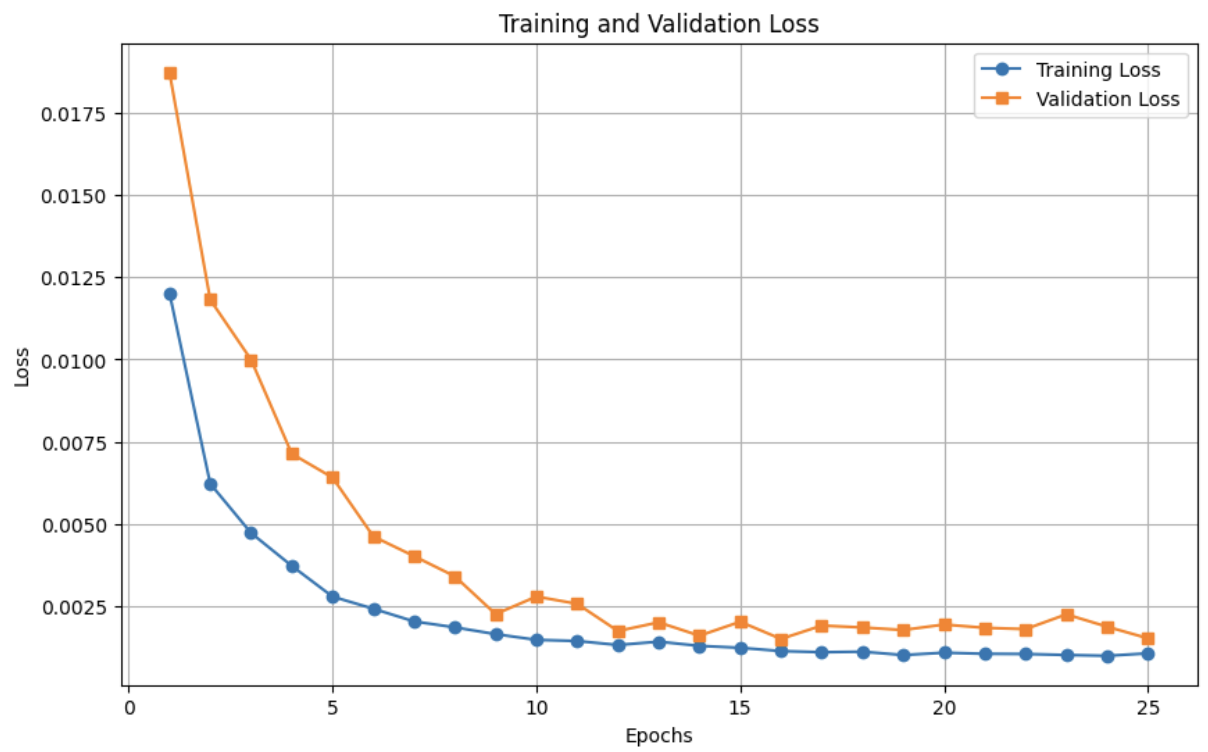 Training and Validation Loss
Training Loss
Validation Loss
0.0175
0.0150
0.0125
0.0100
0.0075
0.0050
0.0025
Loss
0 5 10 15 20 25
Epochs